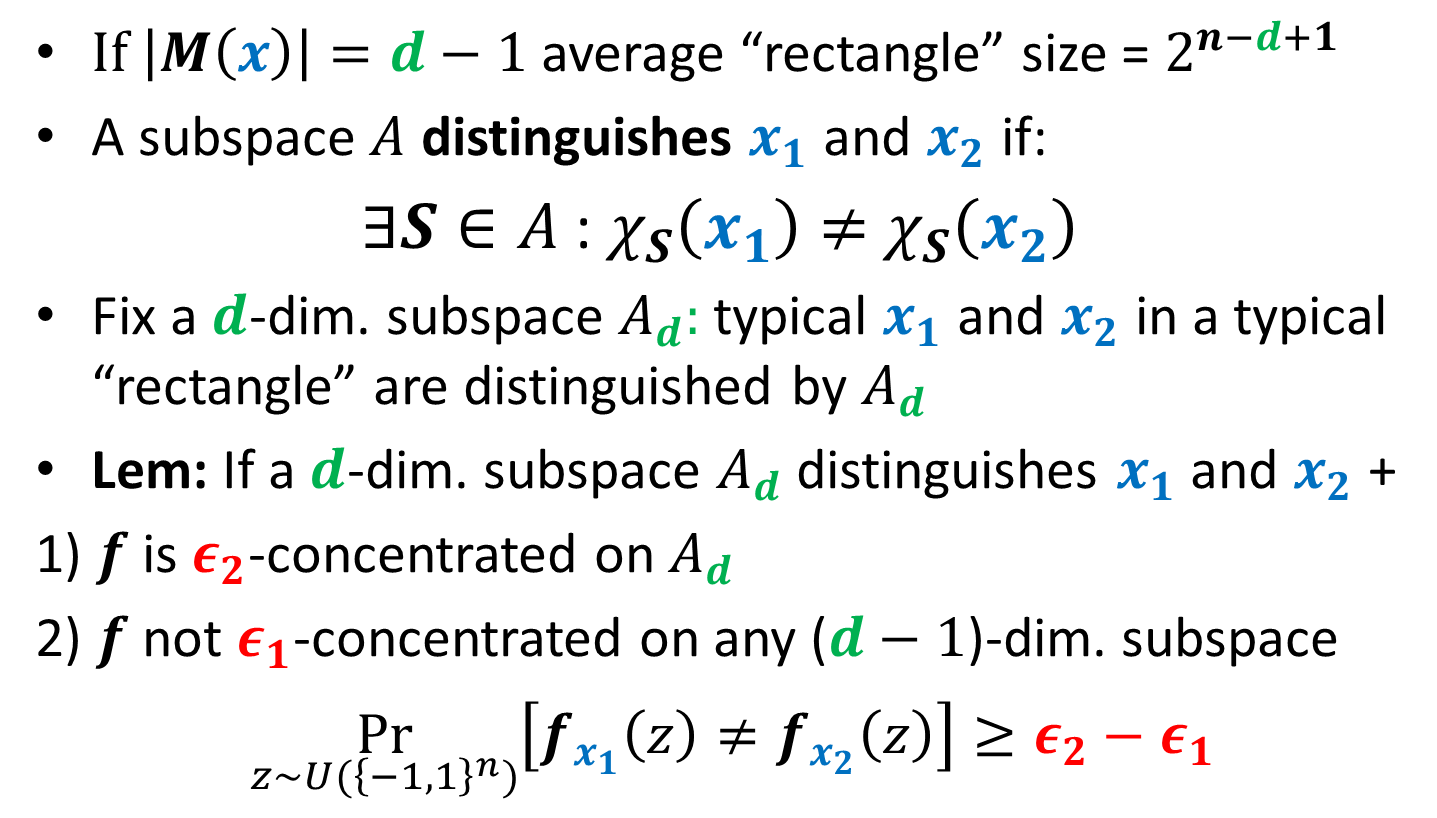 • If |M(x)| = d − 1 average “rectangle” size = 2^{n−d+1}
• A subspace A distinguishes x₁ and x₂ if:
∃S ∈ A : χ_S(x₁) ≠ χ_S(x₂)
• Fix a d-dim. subspace A_d: typical x₁ and x₂ in a typical
“rectangle” are distinguished by A_d
• Lem: If a d-dim. subspace A_d distinguishes x₁ and x₂ +
1) f is ϵ₂-concentrated on A_d
2) f not ϵ₁-concentrated on any (d − 1)-dim. subspace
Pr_{z~U({−1,1}^n)} [f_{x₁}(z) ≠ f_{x₂}(z)] ≥ ϵ₂ − ϵ₁